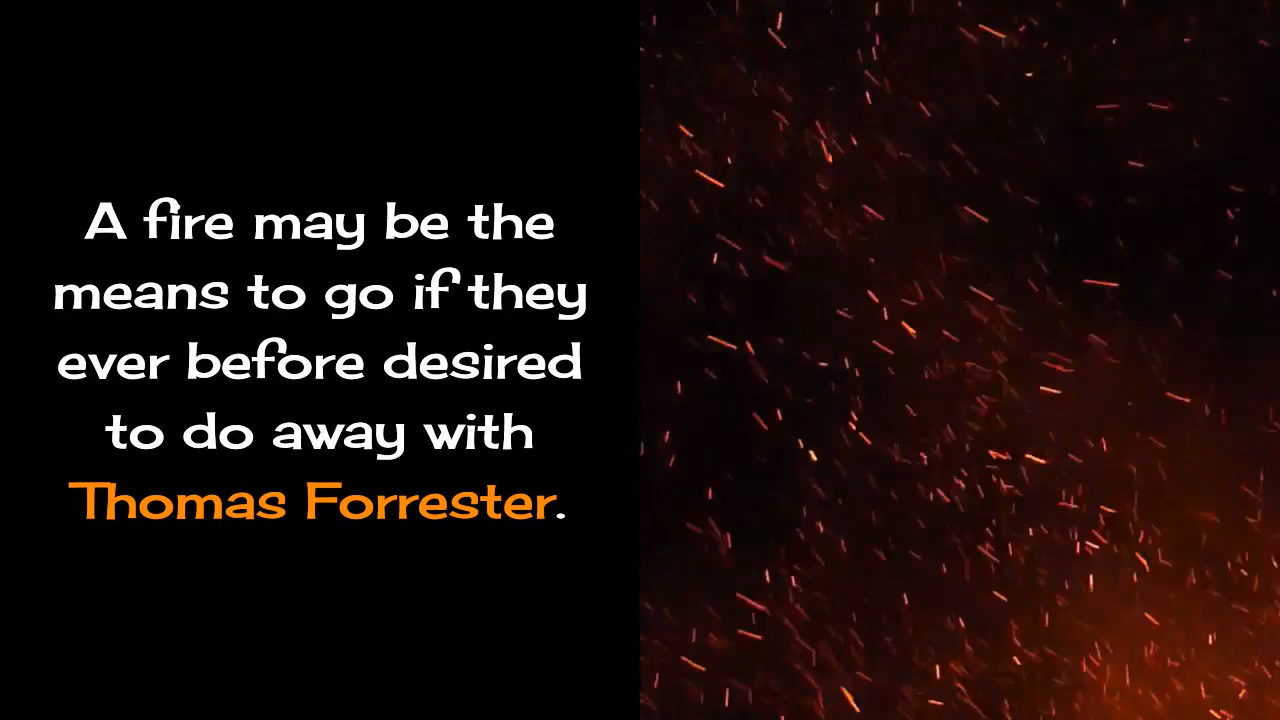 A fire may be the
means to go if they
ever before desired
to do away with
Thomas Forrester.